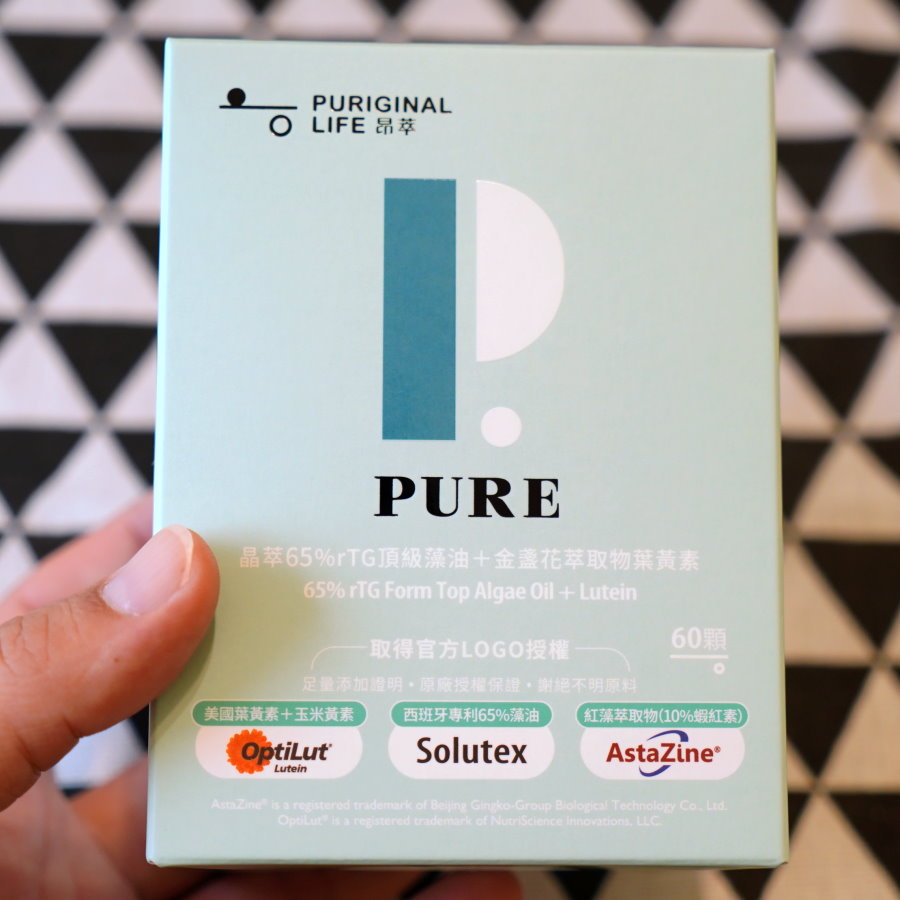 PURIGINAL
LIFE 昂萃
PURE
晶萃65%rTG頂級藻油＋金盞花萃取物葉黃素
65% rTG Form Top Algae Oil + Lutein
60顆
取得官方LOGO授權
足量添加證明・原廠授權保證・謝絕不明原料
美國葉黃素＋玉米黃素
OptiLut®
Lutein
西班牙專利65%藻油
Solutex
紅藻萃取物(10%蝦紅素)
AstaZine®
AstaZine® is a registered trademark of Beijing Gingko-Group Biological Technology Co., Ltd.
OptiLut® is a registered trademark of NutriScience Innovations, LLC.